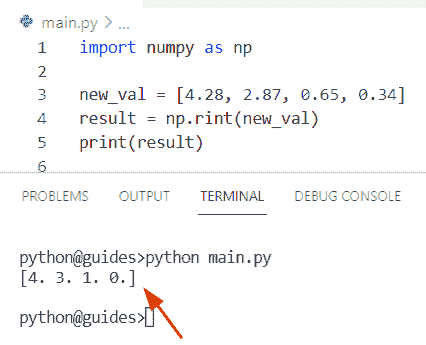 main.py > ...
1 import numpy as np
2
3 new_val = [4.28, 2.87, 0.65, 0.34]
4 result = np.rint(new_val)
5 print(result)
6
PROBLEMS OUTPUT TERMINAL DEBUG CONSOLE
python@guides>python main.py
[4. 3. 1. 0.]
python@guides>